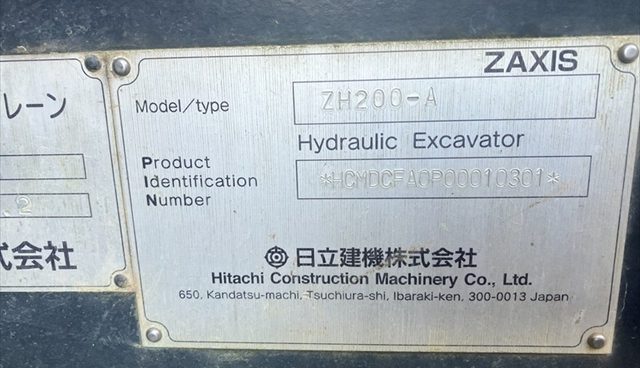 レーン
2
式会社
ZAXIS
Model/type ZH200-A
Hydraulic Excavator
Product
Identification
Number
*HCMDCFA0P00010301*
日立建機株式会社
Hitachi Construction Machinery Co., Ltd.
650, Kandatsu-machi, Tsuchiura-shi, Ibaraki-ken, 300-0013 Japan